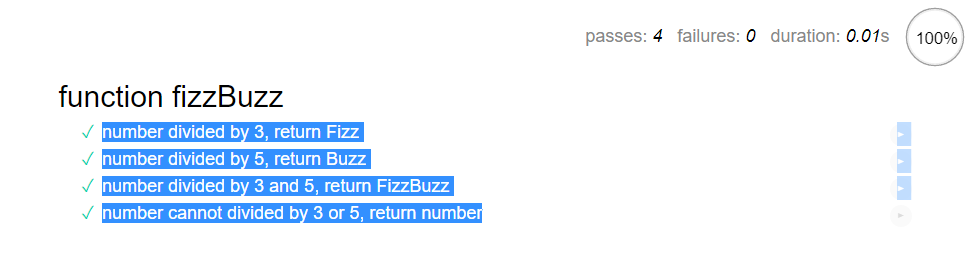 passes: 4 failures: 0 duration: 0.01s 100%
function fizzBuzz
✓ number divided by 3, return Fizz
✓ number divided by 5, return Buzz
✓ number divided by 3 and 5, return FizzBuzz
✓ number cannot divided by 3 or 5, return number